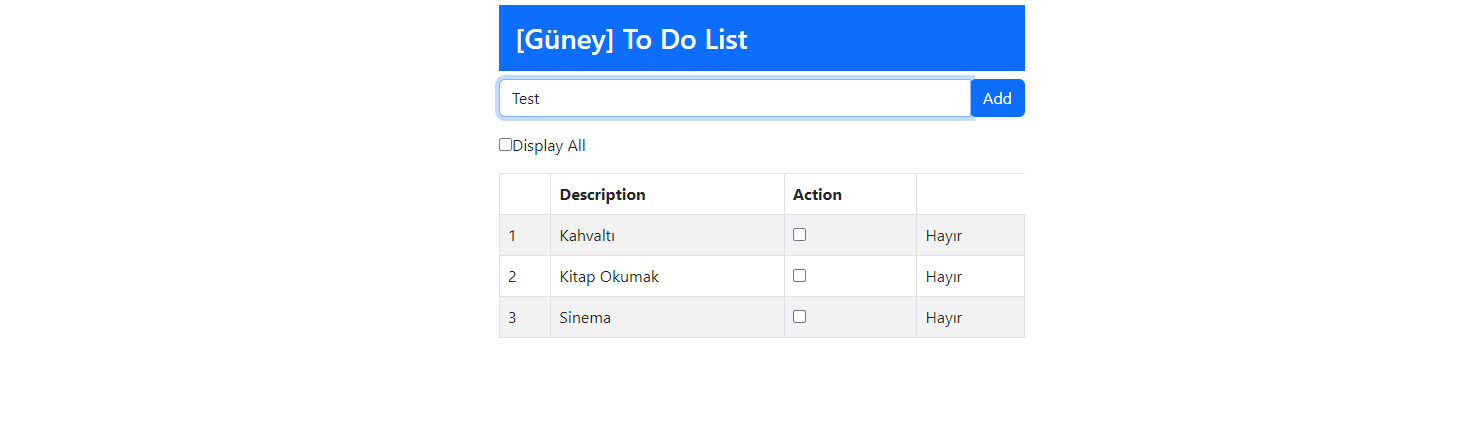 [Güney] To Do List
Test Add
Display All
Description Action
1 Kahvaltı Hayır
2 Kitap Okumak Hayır
3 Sinema Hayır